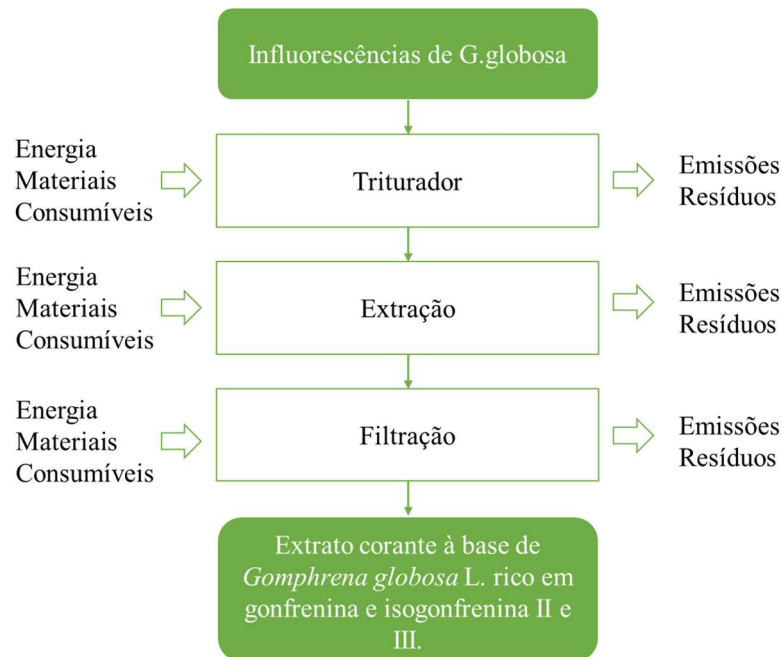 Influorescências de G.globosa
Energia
Materiais
Consumíveis
Triturador
Emissões
Resíduos
Energia
Materiais
Consumíveis
Extração
Emissões
Resíduos
Energia
Materiais
Consumíveis
Filtração
Emissões
Resíduos
Extrato corante à base de
Gomphrena globosa L. rico em
gonfrenina e isogonfrenina II e
III.